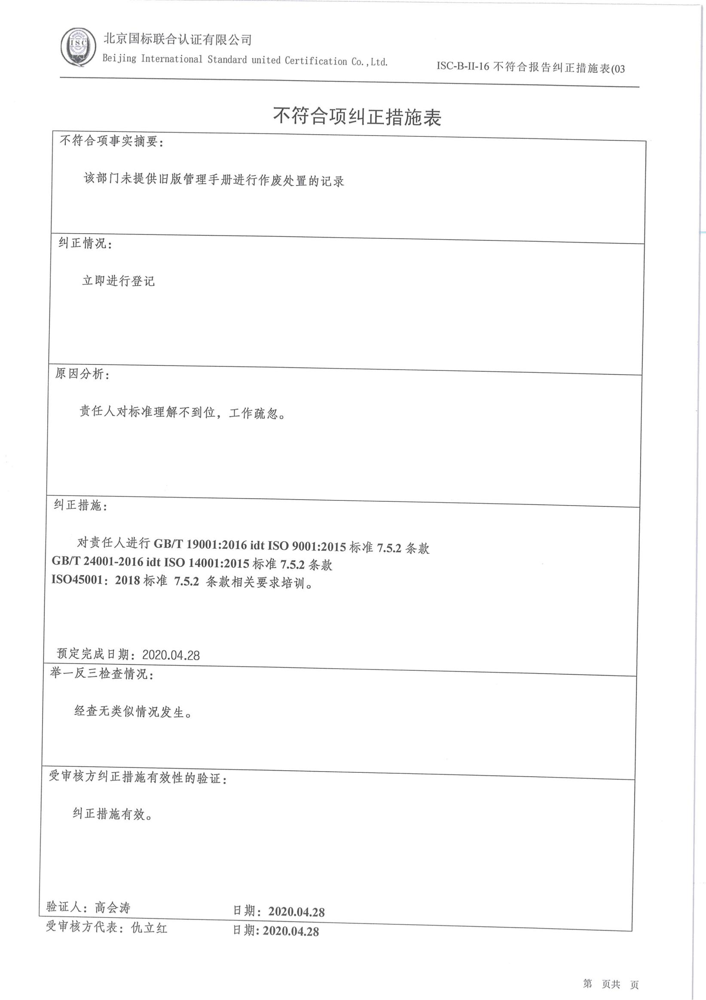 ISC
北京国标联合认证有限公司
Beijing International Standard united Certification Co.,Ltd.
ISC-B-II-16 不符合报告纠正措施表(03
不符合项纠正措施表
不符合项事实摘要：
该部门未提供旧版管理手册进行作废处置的记录
纠正情况：
立即进行登记
原因分析：
责任人对标准理解不到位，工作疏忽。
纠正措施：
对责任人进行 GB/T 19001:2016 idt ISO 9001:2015 标准 7.5.2 条款
GB/T 24001-2016 idt ISO 14001:2015 标准 7.5.2 条款
ISO45001：2018 标准 7.5.2 条款相关要求培训。
预定完成日期：2020.04.28
举一反三检查情况：
经查无类似情况发生。
受审核方纠正措施有效性的验证：
纠正措施有效。
验证人：高会涛 日期：2020.04.28
受审核方代表：仇立红 日期:2020.04.28
第 页共 页